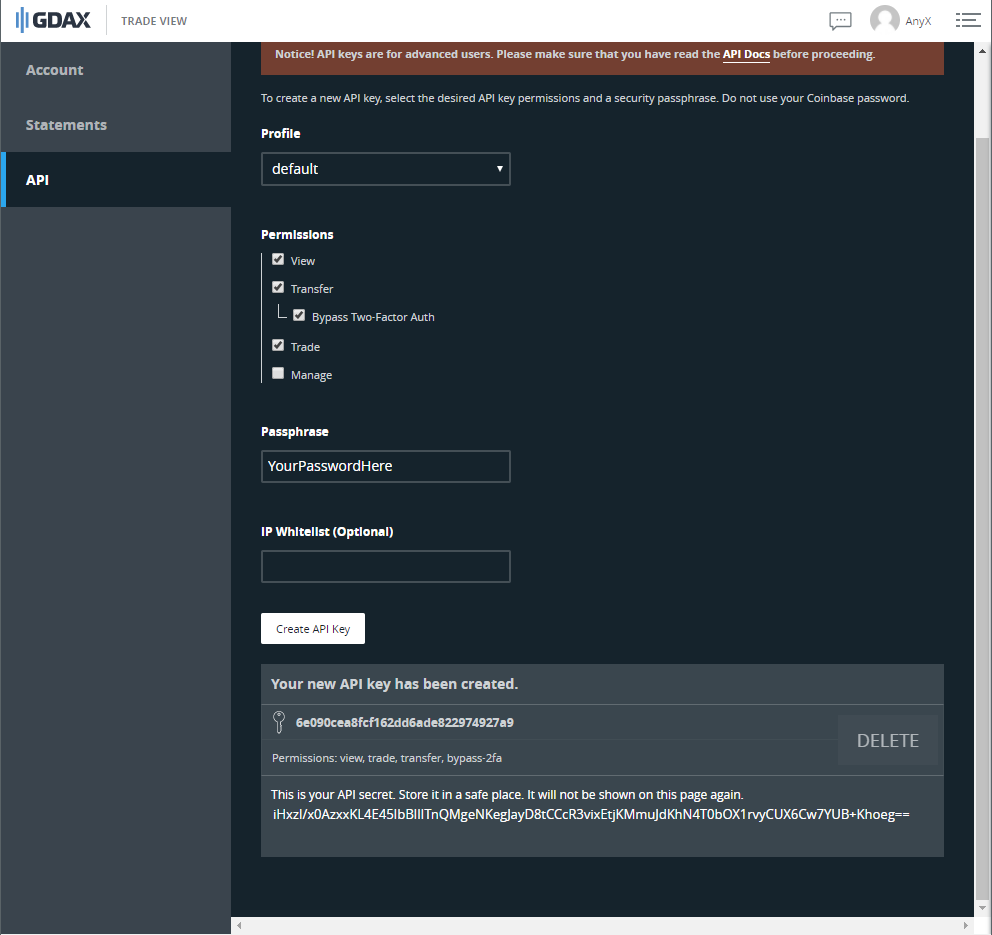 GDAX TRADE VIEW AnyX
Account
Statements
API
Notice! API keys are for advanced users. Please make sure that you have read the API Docs before proceeding.
To create a new API key, select the desired API key permissions and a security passphrase. Do not use your Coinbase password.
Profile
default
Permissions
View
Transfer
Bypass Two-Factor Auth
Trade
Manage
Passphrase
YourPasswordHere
IP Whitelist (Optional)
Create API Key
Your new API key has been created.
6e090cea8fcf162dd6ade822974927a9
DELETE
Permissions: view, trade, transfer, bypass-2fa
This is your API secret. Store it in a safe place. It will not be shown on this page again.